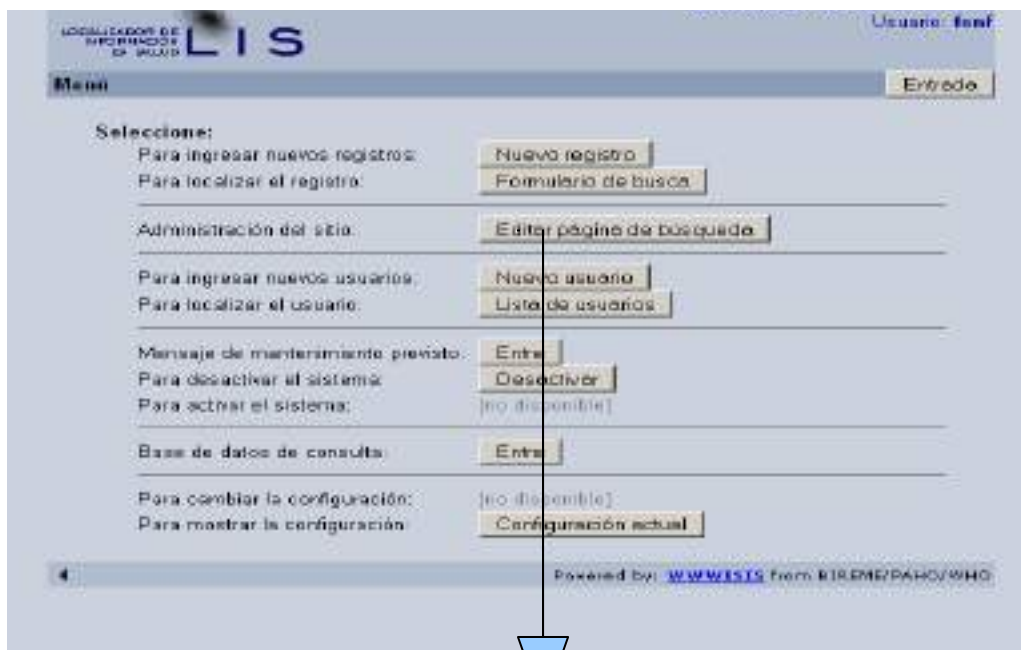 LOCALIZADOR DE
INFORMACION
EN SALUD
LIS
Usuario: fomf
Menú
Entrada
Seleccione:
Para ingresar nuevos registros: Nuevo registro
Para localizar el registro: Formulario de busca
Administración del sitio: Editar página de búsqueda
Para ingresar nuevos usuarios: Nuevo usuario
Para localizar el usuario: Lista de usuarios
Mensaje de mantenimiento previsto: Entre
Para desactivar el sistema: Desactivar
Para activar el sistema: [no disponible]
Base de datos de consulta: Entre
Para cambiar la configuración: [no disponible]
Para mostrar la configuración: Configuración actual
Powered by: WWWISIS from BIREME/PAHO/WHO